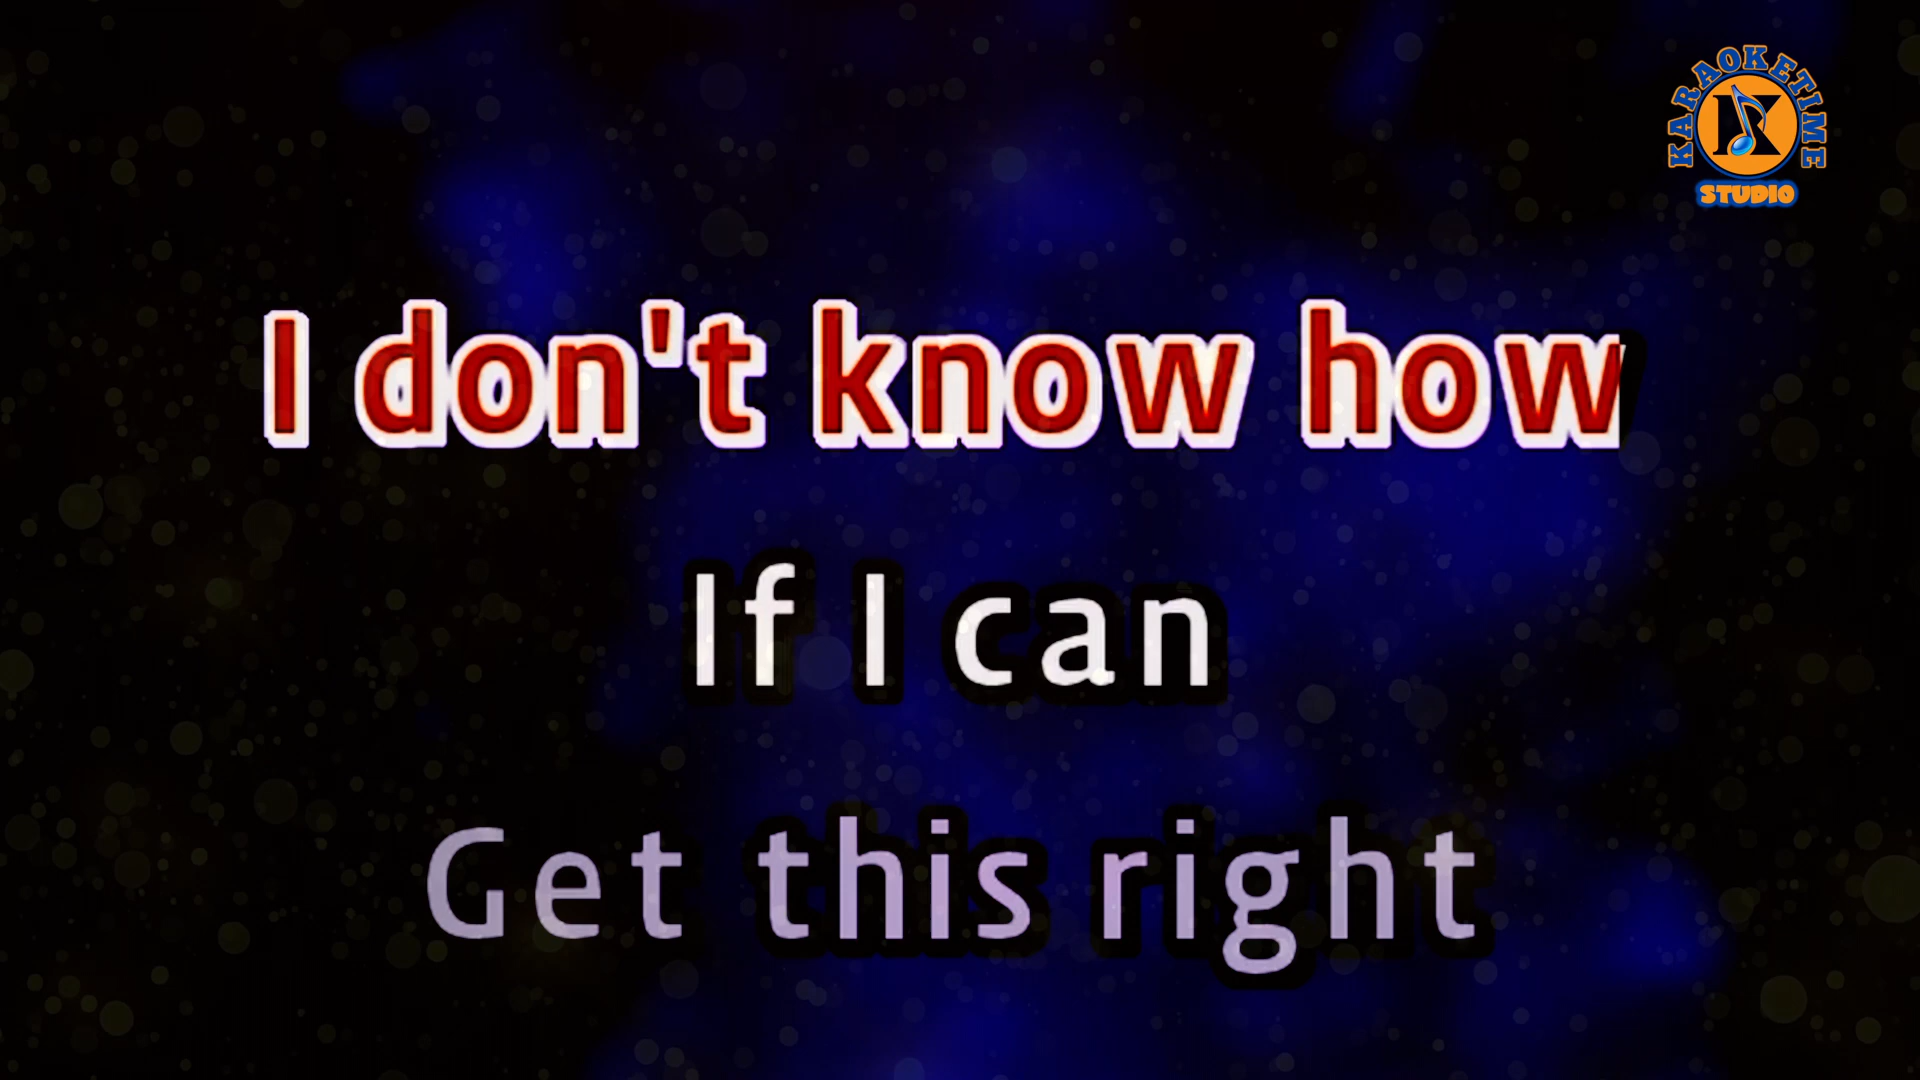 KARAOKETIME
STUDIO
I don't know how
If I can
Get this right